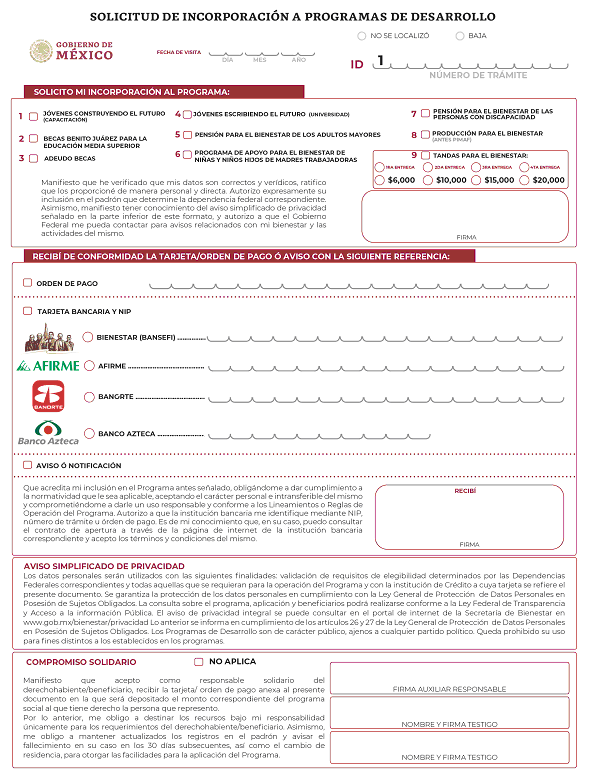 SOLICITUD DE INCORPORACIÓN A PROGRAMAS DE DESARROLLO
GOBIERNO DE
MÉXICO
FECHA DE VISITA
DÍA MES AÑO
NO SE LOCALIZÓ BAJA
ID 1
NÚMERO DE TRÁMITE
SOLICITO MI INCORPORACIÓN AL PROGRAMA:
1 JÓVENES CONSTRUYENDO EL FUTURO
(CAPACITACIÓN)
2 BECAS BENITO JUÁREZ PARA LA
EDUCACIÓN MEDIA SUPERIOR
3 ADEUDO BECAS
4 JÓVENES ESCRIBIENDO EL FUTURO (UNIVERSIDAD)
5 PENSIÓN PARA EL BIENESTAR DE LOS ADULTOS MAYORES
6 PROGRAMA DE APOYO PARA EL BIENESTAR DE
NIÑAS Y NIÑOS HIJOS DE MADRES TRABAJADORAS
7 PENSIÓN PARA EL BIENESTAR DE LAS
PERSONAS CON DISCAPACIDAD
8 PRODUCCIÓN PARA EL BIENESTAR
(ANTES PIMAF)
9 TANDAS PARA EL BIENESTAR:
1RA ENTREGA 2DA ENTREGA 3RA ENTREGA 4TA ENTREGA
$6,000 $10,000 $15,000 $20,000
Manifiesto que he verificado que mis datos son correctos y verídicos, ratifico
que los proporcioné de manera personal y directa. Autorizo expresamente su
inclusión en el padrón que determine la dependencia federal correspondiente.
Asimismo, manifiesto tener conocimiento del aviso simplificado de privacidad
señalado en la parte inferior de este formato, y autorizo a que el Gobierno
Federal me pueda contactar para avisos relacionados con mi bienestar y las
actividades del mismo.
FIRMA
RECIBÍ DE CONFORMIDAD LA TARJETA/ORDEN DE PAGO Ó AVISO CON LA SIGUIENTE REFERENCIA:
ORDEN DE PAGO
TARJETA BANCARIA Y NIP
BIENESTAR (BANSEFI) ...............
AFIRME
AFIRME ......................................
BANORTE
BANGRTE ...................................
Banco Azteca
BANCO AZTECA .......................
AVISO Ó NOTIFICACIÓN
Que acredita mi inclusión en el Programa antes señalado, obligándome a dar cumplimiento a
la normatividad que le sea aplicable, aceptando el carácter personal e intransferible del mismo
y comprometiéndome a darle un uso responsable y conforme a los Lineamientos o Reglas de
Operación del Programa. Autorizo a que la institución bancaria me identifique mediante NIP,
número de trámite u órden de pago. Es de mi conocimiento que, en su caso, puedo consultar
el contrato de apertura a través de la página de internet de la institución bancaria
correspondiente y acepto los términos y condiciones del mismo.
RECIBÍ
FIRMA
AVISO SIMPLIFICADO DE PRIVACIDAD
Los datos personales serán utilizados con las siguientes finalidades: validación de requisitos de elegibilidad determinados por las Dependencias
Federales correspondientes y todas aquellas que se requieran para la operación del Programa y con la institución de Crédito a cuya tarjeta se refiere el
presente documento. Se garantiza la protección de los datos personales en cumplimiento con la Ley General de Protección de Datos Personales en
Posesión de Sujetos Obligados. La consulta sobre el programa, aplicación y beneficiarios podrá realizarse conforme a la Ley Federal de Transparencia
y Acceso a la Información Pública. El aviso de privacidad integral se puede consultar en el portal de internet de la Secretaría de Bienestar en
www.gob.mx/bienestar/privacidad Lo anterior se informa en cumplimiento de los artículos 26 y 27 de la Ley General de Protección de Datos Personales
en Posesión de Sujetos Obligados. Los Programas de Desarrollo son de carácter público, ajenos a cualquier partido político. Queda prohibido su uso
para fines distintos a los establecidos en los programas.
COMPROMISO SOLIDARIO NO APLICA
Manifiesto que acepto como responsable solidario del
derechohabiente/beneficiario, recibir la tarjeta/ orden de pago anexa al presente
documento en la que será depositado el monto correspondiente del programa
social al que tiene derecho la persona que represento.
Por lo anterior, me obligo a destinar los recursos bajo mi responsabilidad
únicamente para los requerimientos del derechohabiente/beneficiario. Asimismo,
me obligo a mantener actualizados los registros en el padrón y avisar el
fallecimiento en su caso en los 30 días subsecuentes, así como el cambio de
residencia, para otorgar las facilidades para la aplicación del Programa.
FIRMA AUXILIAR RESPONSABLE
NOMBRE Y FIRMA TESTIGO
NOMBRE Y FIRMA TESTIGO